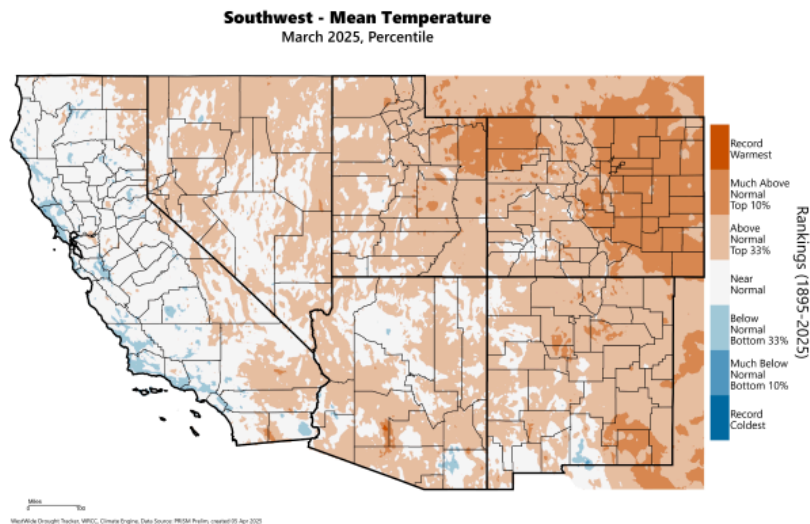 Southwest - Mean Temperature
March 2025, Percentile
Record
Warmest
Much Above
Normal
Top 10%
Above
Normal
Top 33%
Near
Normal
Below
Normal
Bottom 33%
Much Below
Normal
Bottom 10%
Record
Coldest
Rankings (1895-2025)
Miles
0 100
WestWide Drought Tracker, WRCC, Climate Engine, Data Source: PRISM Prelim, created 05 Apr 2025